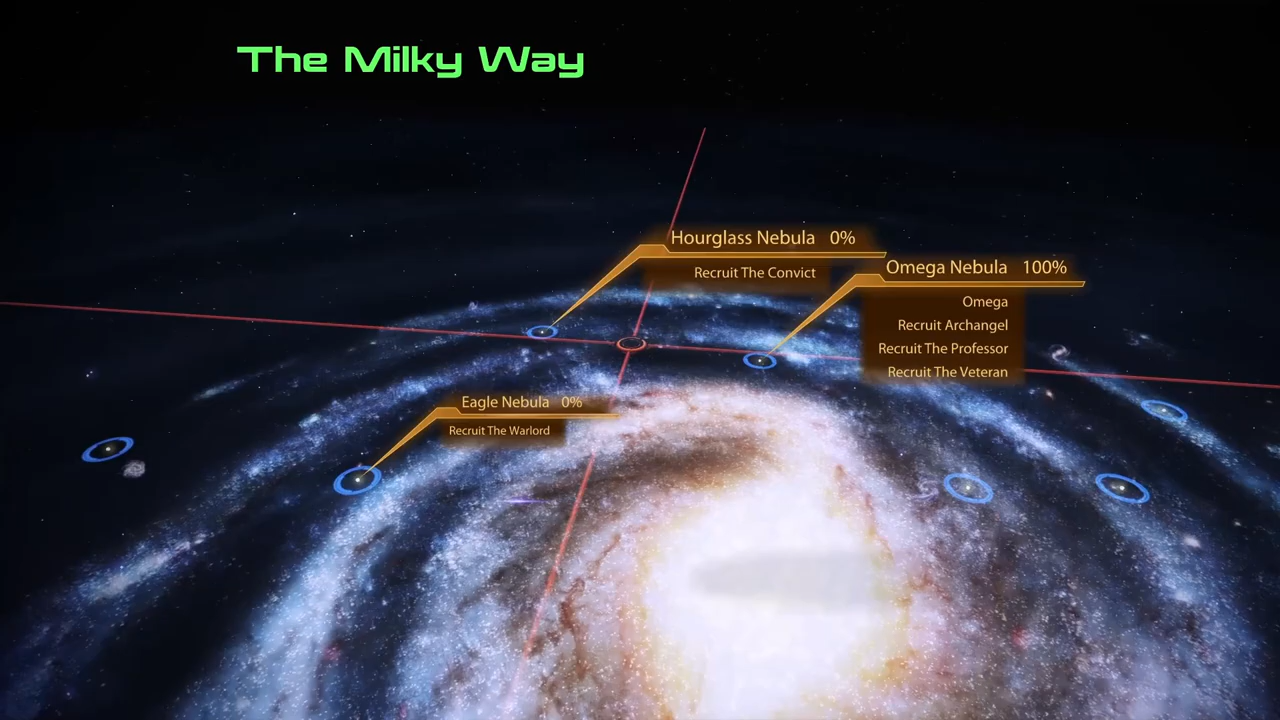 The Milky Way
Hourglass Nebula 0%
Recruit The Convict
Omega Nebula 100%
Omega
Recruit Archangel
Recruit The Professor
Recruit The Veteran
Eagle Nebula 0%
Recruit The Warlord